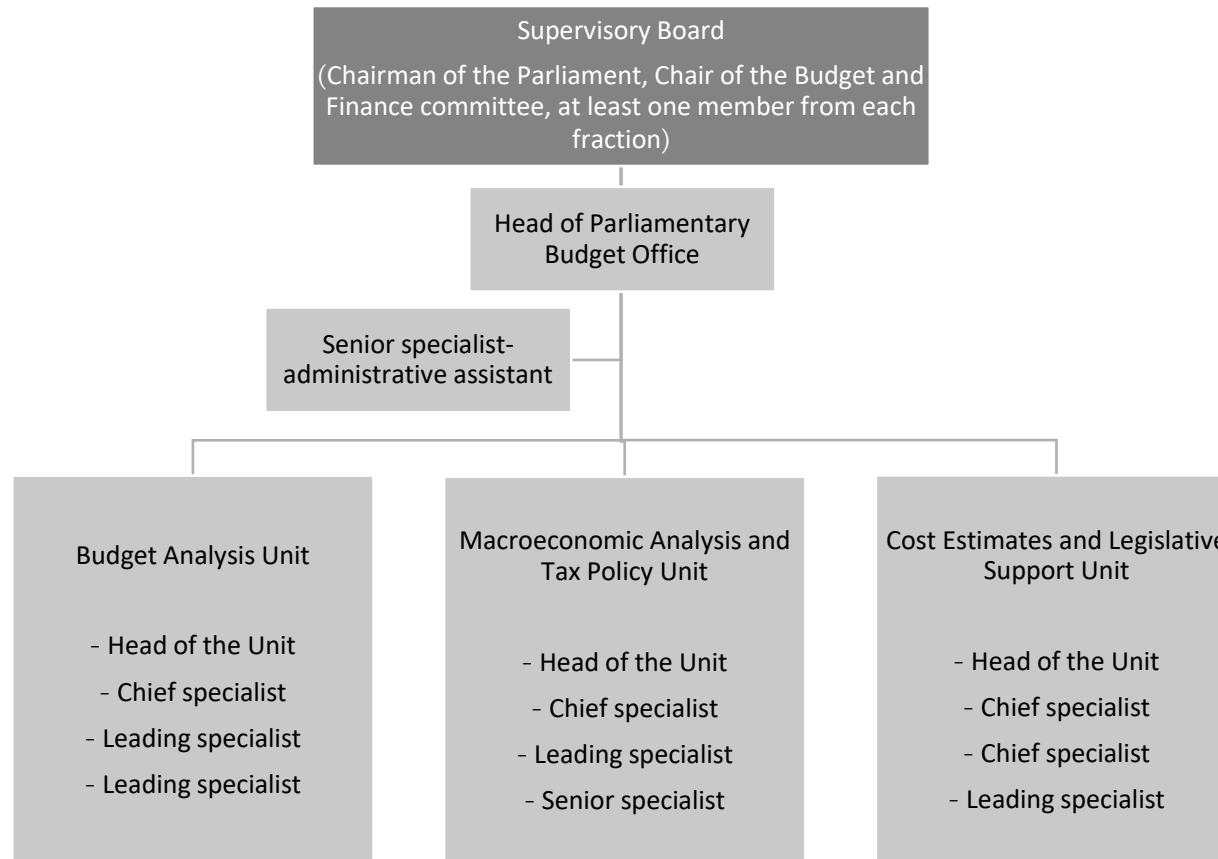 Supervisory Board
(Chairman of the Parliament, Chair of the Budget and
Finance committee, at least one member from each
fraction)
Head of Parliamentary
Budget Office
Senior specialist-
administrative assistant
Budget Analysis Unit
- Head of the Unit
- Chief specialist
- Leading specialist
- Leading specialist
Macroeconomic Analysis and
Tax Policy Unit
- Head of the Unit
- Chief specialist
- Leading specialist
- Senior specialist
Cost Estimates and Legislative
Support Unit
- Head of the Unit
- Chief specialist
- Chief specialist
- Leading specialist